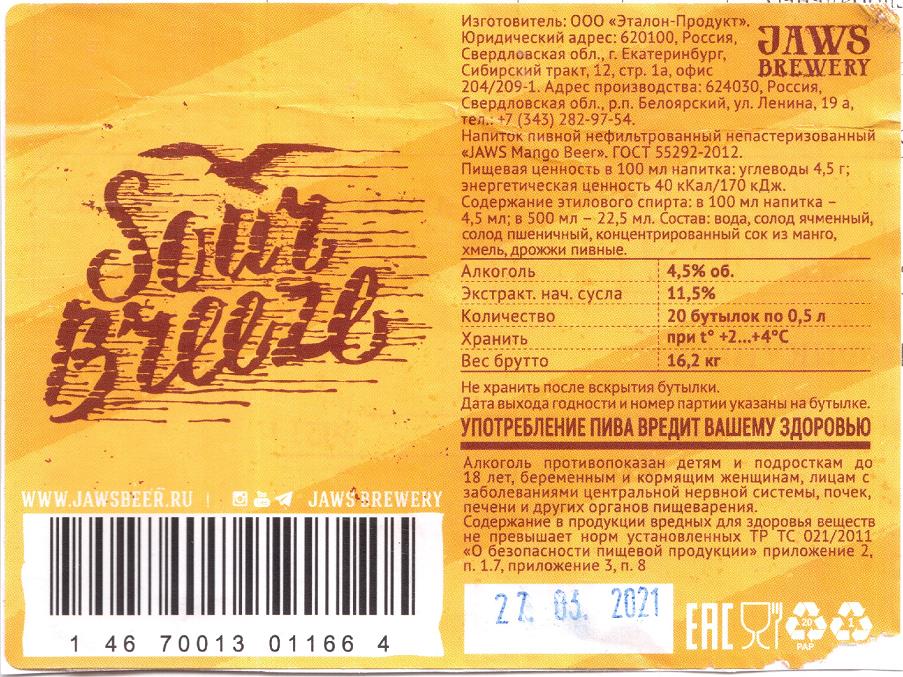 Sour
Breeze
WWW.JAWSBEER.RU | JAWS BREWERY
1 46 70013 01166 4
JAWS
BREWERY
Изготовитель: ООО «Эталон-Продукт».
Юридический адрес: 620100, Россия,
Свердловская обл., г. Екатеринбург,
Сибирский тракт, 12, стр. 1а, офис
204/209-1. Адрес производства: 624030, Россия,
Свердловская обл., р.п. Белоярский, ул. Ленина, 19 а,
тел.: +7 (343) 282-97-54.
Напиток пивной нефильтрованный непастеризованный
«JAWS Mango Beer». ГОСТ 55292-2012.
Пищевая ценность в 100 мл напитка: углеводы 4,5 г;
энергетическая ценность 40 кКал/170 кДж.
Содержание этилового спирта: в 100 мл напитка –
4,5 мл; в 500 мл – 22,5 мл. Состав: вода, солод ячменный,
солод пшеничный, концентрированный сок из манго,
хмель, дрожжи пивные.
Алкоголь 4,5% об.
Экстракт. нач. сусла 11,5%
Количество 20 бутылок по 0,5 л
Хранить при t° +2...+4°С
Вес брутто 16,2 кг
Не хранить после вскрытия бутылки.
Дата выхода годности и номер партии указаны на бутылке.
УПОТРЕБЛЕНИЕ ПИВА ВРЕДИТ ВАШЕМУ ЗДОРОВЬЮ
Алкоголь противопоказан детям и подросткам до
18 лет, беременным и кормящим женщинам, лицам с
заболеваниями центральной нервной системы, почек,
печени и других органов пищеварения.
Содержание в продукции вредных для здоровья веществ
не превышает норм установленных ТР ТС 021/2011
«О безопасности пищевой продукции» приложение 2,
п. 1.7, приложение 3, п. 8
2021
EAC
20
PAP
1